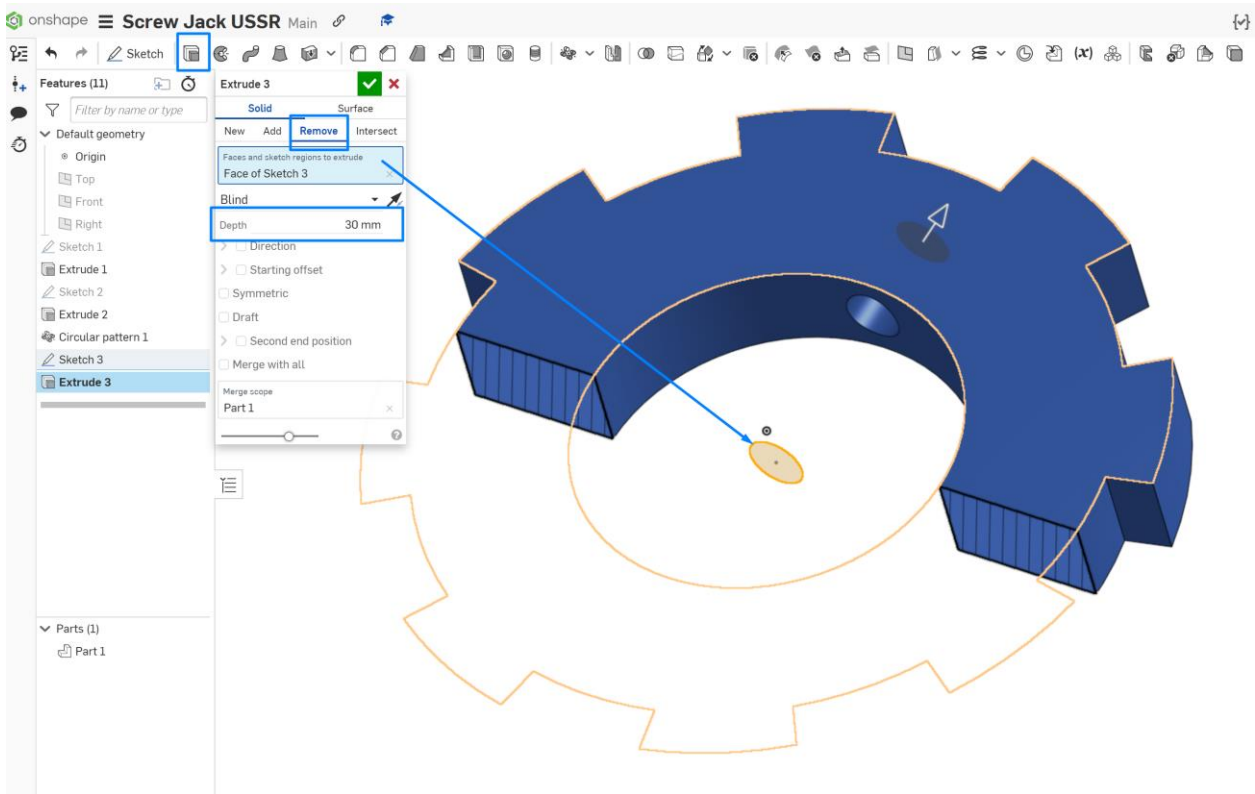 onshape Screw Jack USSR Main
Sketch
(x)
Features (11)
Filter by name or type
Default geometry
Origin
Top
Front
Right
Sketch 1
Extrude 1
Sketch 2
Extrude 2
Circular pattern 1
Sketch 3
Extrude 3
Parts (1)
Part 1
Extrude 3
Solid Surface
New Add Remove Intersect
Faces and sketch regions to extrude
Face of Sketch 3
Blind
Depth 30 mm
Direction
Starting offset
Symmetric
Draft
Second end position
Merge with all
Merge scope
Part 1